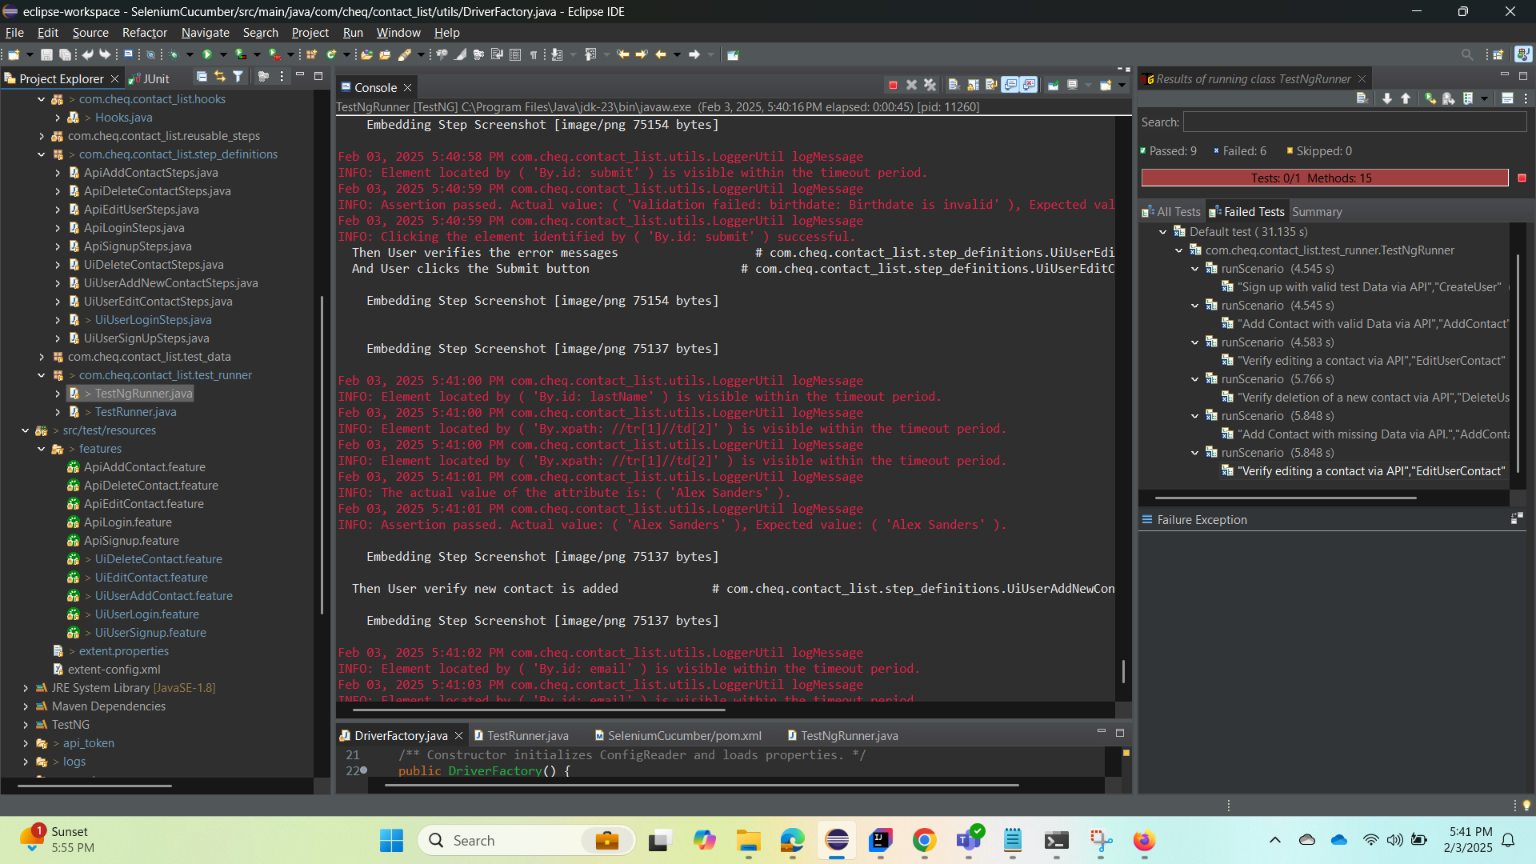 eclipse-workspace - SeleniumCucumber/src/main/java/com/cheq/contact_list/utils/DriverFactory.java - Eclipse IDE
File Edit Source Refactor Navigate Search Project Run Window Help
Project Explorer
JUnit
> com.cheq.contact_list.hooks
> Hooks.java
com.cheq.contact_list.reusable_steps
> com.cheq.contact_list.step_definitions
ApiAddContactSteps.java
ApiDeleteContactSteps.java
ApiEditUserSteps.java
ApiLoginSteps.java
ApiSignupSteps.java
UiDeleteContactSteps.java
UiUserAddNewContactSteps.java
UiUserEditContactSteps.java
> UiUserLoginSteps.java
UiUserSignUpSteps.java
com.cheq.contact_list.test_data
> com.cheq.contact_list.test_runner
> TestNgRunner.java
> TestRunner.java
> src/test/resources
> features
ApiAddContact.feature
ApiDeleteContact.feature
ApiEditContact.feature
ApiLogin.feature
ApiSignup.feature
> UiDeleteContact.feature
> UiEditContact.feature
> UiUserAddContact.feature
> UiUserLogin.feature
> UiUserSignup.feature
> extent.properties
extent-config.xml
JRE System Library [JavaSE-1.8]
Maven Dependencies
TestNG
> api_token
> logs
Console
TestNgRunner [TestNG] C:\Program Files\Java\jdk-23\bin\javaw.exe (Feb 3, 2025, 5:40:16 PM elapsed: 0:00:45) [pid: 11260]
Embedding Step Screenshot [image/png 75154 bytes]
Feb 03, 2025 5:40:58 PM com.cheq.contact_list.utils.LoggerUtil logMessage
INFO: Element located by ( 'By.id: submit' ) is visible within the timeout period.
Feb 03, 2025 5:40:59 PM com.cheq.contact_list.utils.LoggerUtil logMessage
INFO: Assertion passed. Actual value: ( 'Validation failed: birthdate: Birthdate is invalid' ), Expected val
Feb 03, 2025 5:40:59 PM com.cheq.contact_list.utils.LoggerUtil logMessage
INFO: Clicking the element identified by ( 'By.id: submit' ) successful.
Then User verifies the error messages # com.cheq.contact_list.step_definitions.UiUserEdi
And User clicks the Submit button # com.cheq.contact_list.step_definitions.UiUserEditC
Embedding Step Screenshot [image/png 75154 bytes]
Embedding Step Screenshot [image/png 75137 bytes]
Feb 03, 2025 5:41:00 PM com.cheq.contact_list.utils.LoggerUtil logMessage
INFO: Element located by ( 'By.id: lastName' ) is visible within the timeout period.
Feb 03, 2025 5:41:00 PM com.cheq.contact_list.utils.LoggerUtil logMessage
INFO: Element located by ( 'By.xpath: //tr[1]//td[2]' ) is visible within the timeout period.
Feb 03, 2025 5:41:00 PM com.cheq.contact_list.utils.LoggerUtil logMessage
INFO: Element located by ( 'By.xpath: //tr[1]//td[2]' ) is visible within the timeout period.
Feb 03, 2025 5:41:01 PM com.cheq.contact_list.utils.LoggerUtil logMessage
INFO: The actual value of the attribute is: ( 'Alex Sanders' ).
Feb 03, 2025 5:41:01 PM com.cheq.contact_list.utils.LoggerUtil logMessage
INFO: Assertion passed. Actual value: ( 'Alex Sanders' ), Expected value: ( 'Alex Sanders' ).
Embedding Step Screenshot [image/png 75137 bytes]
Then User verify new contact is added # com.cheq.contact_list.step_definitions.UiUserAddNewCon
Embedding Step Screenshot [image/png 75137 bytes]
Feb 03, 2025 5:41:02 PM com.cheq.contact_list.utils.LoggerUtil logMessage
INFO: Element located by ( 'By.id: email' ) is visible within the timeout period.
Feb 03, 2025 5:41:03 PM com.cheq.contact_list.utils.LoggerUtil logMessage
INFO: Element located by ( 'By.id: email' ) is visible within the timeout period.
DriverFactory.java
TestRunner.java
SeleniumCucumber/pom.xml
TestNgRunner.java
21 /** Constructor initializes ConfigReader and loads properties. */
22 public DriverFactory() {
Results of running class TestNgRunner
Search:
Passed: 9 Failed: 6 Skipped: 0
Tests: 0/1 Methods: 15
All Tests Failed Tests Summary
Default test ( 31.135 s)
com.cheq.contact_list.test_runner.TestNgRunner
runScenario (4.545 s)
"Sign up with valid test Data via API","CreateUser"
runScenario (4.545 s)
"Add Contact with valid Data via API","AddContact"
runScenario (4.583 s)
"Verify editing a contact via API","EditUserContact"
runScenario (5.766 s)
"Verify deletion of a new contact via API","DeleteUs
runScenario (5.848 s)
"Add Contact with missing Data via API.","AddConta
runScenario (5.848 s)
"Verify editing a contact via API","EditUserContact"
Failure Exception
1
Sunset
5:55 PM
Search
5:41 PM
2/3/2025